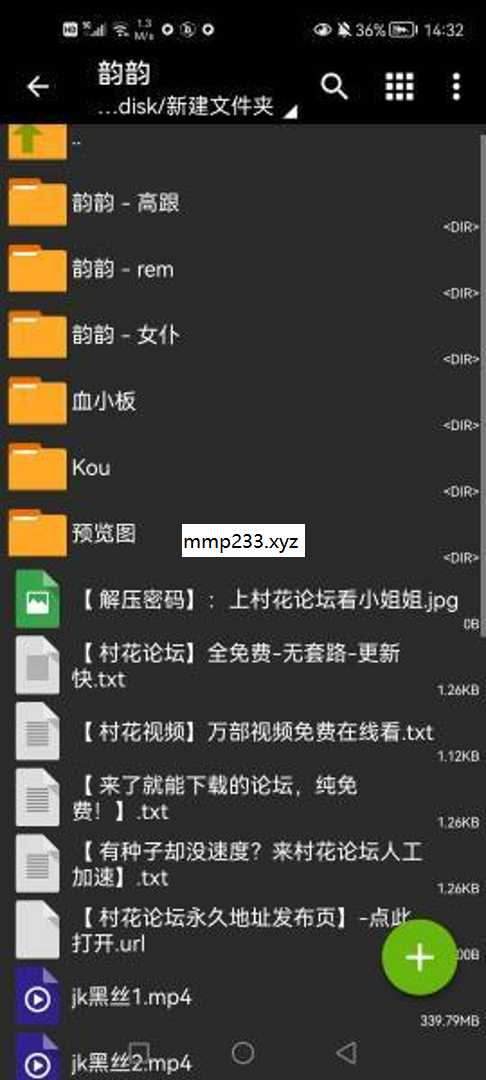 HD 5G 1.3 M/s 36% 14:32
韵韵
...disk/新建文件夹
..
韵韵 - 高跟
<DIR>
韵韵 - rem
<DIR>
韵韵 - 女仆
<DIR>
血小板
<DIR>
Kou
<DIR>
预览图
mmp233.xyz
<DIR>
【 解压密码】：上村花论坛看小姐姐.jpg
0B
【 村花论坛】全免费-无套路-更新
快.txt
1.26KB
【 村花视频】万部视频免费在线看.txt
1.12KB
【 来了就能下载的论坛，纯免
费！】.txt
1.26KB
【 有种子却没速度？来村花论坛人工
加速】.txt
1.26KB
【 村花论坛永久地址发布页】-点此
打开.url
00B
jk黑丝1.mp4
339.79MB
jk黑丝2.mp4